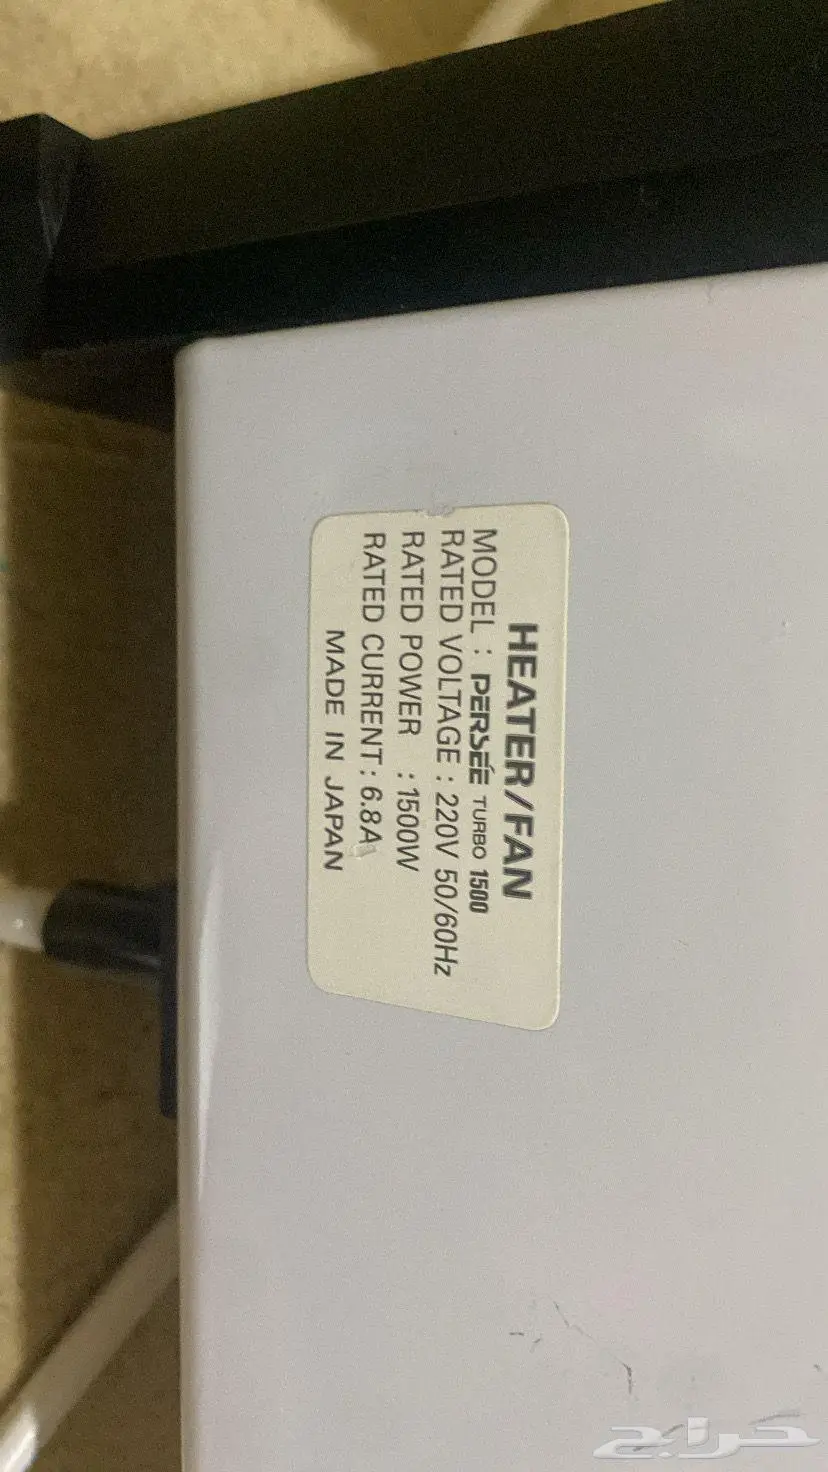 HEATER/FAN
MODEL : PERSÉE TURBO 1500
RATED VOLTAGE : 220V 50/60Hz
RATED POWER : 1500W
RATED CURRENT : 6.8A
MADE IN JAPAN
حراج